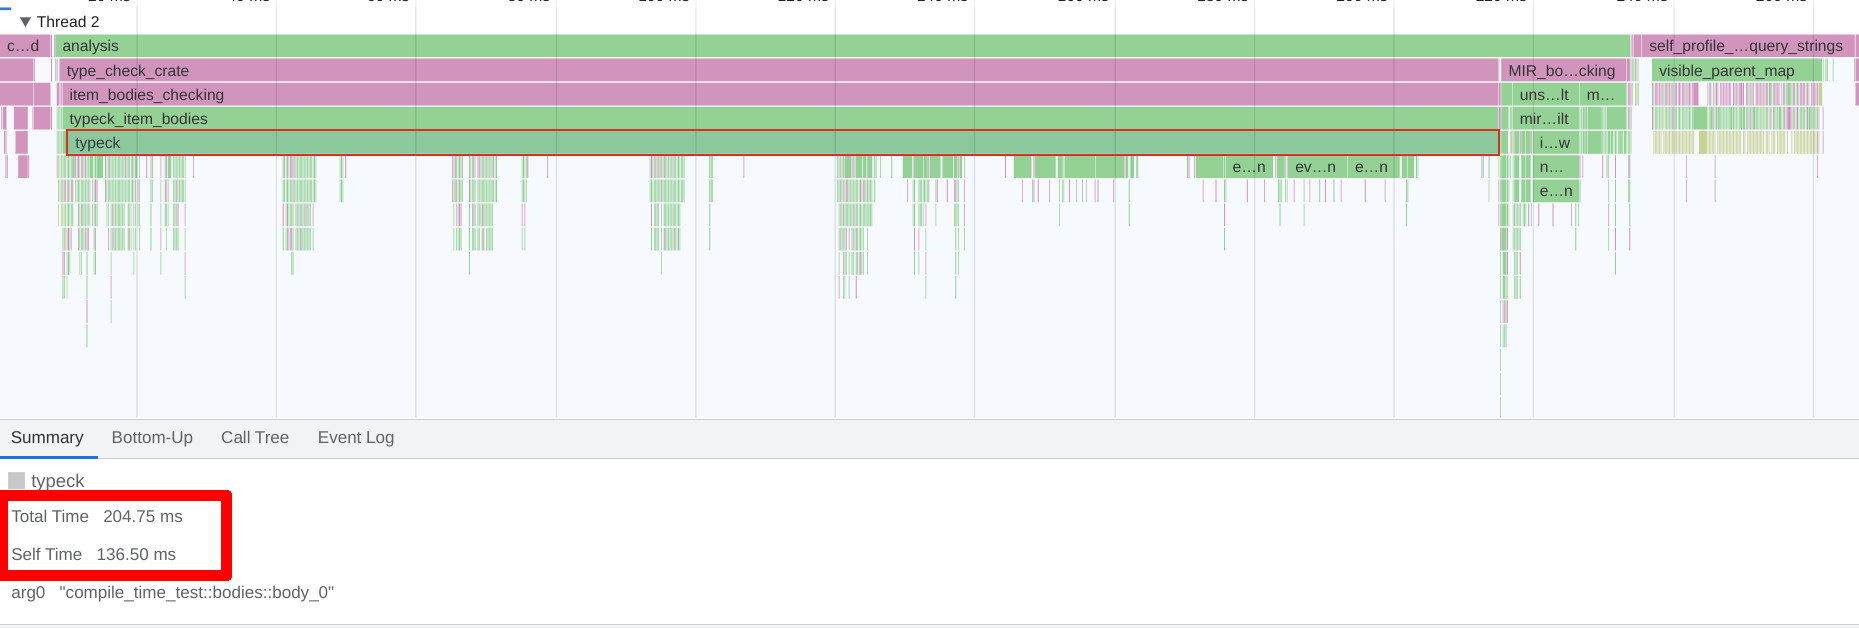 Thread 2
c...d analysis self_profile_...query_strings
type_check_crate MIR_bo...cking visible_parent_map
item_bodies_checking uns...lt m...
typeck_item_bodies mir...ilt
typeck i...w
e...n ev...n e...n n...
e...n
Summary Bottom-Up Call Tree Event Log
typeck
Total Time 204.75 ms
Self Time 136.50 ms
arg0 "compile_time_test::bodies::body_0"